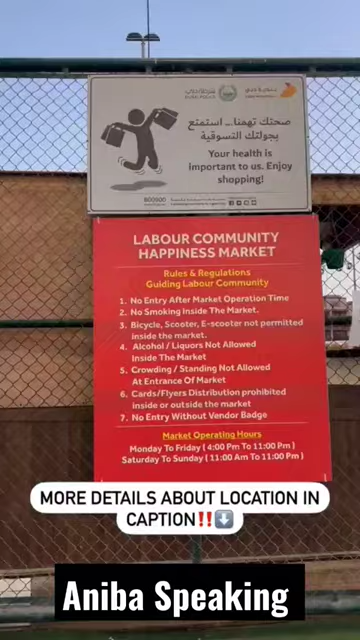 شرطة دبي
DUBAI POLICE
صحتك تهمنا.. استمتع
بجولتك التسوقية
Your health is
important to us. Enjoy
shopping!
800900
LABOUR COMMUNITY
HAPPINESS MARKET
Rules & Regulations
Guiding Labour Community
1. No Entry After Market Operation Time
2. No Smoking Inside The Market.
3. Bicycle, Scooter, E-scooter not permitted
inside the market.
4. Alcohol / Liquors Not Allowed
Inside The Market
5. Crowding / Standing Not Allowed
At Entrance Of Market
6. Cards/Flyers Distribution prohibited
inside or outside the market
7. No Entry Without Vendor Badge
Market Operating Hours
Monday To Friday ( 4:00 Pm To 11:00 Pm )
Saturday To Sunday ( 11:00 Am To 11:00 Pm )
MORE DETAILS ABOUT LOCATION IN
CAPTION‼️⬇️
Aniba Speaking